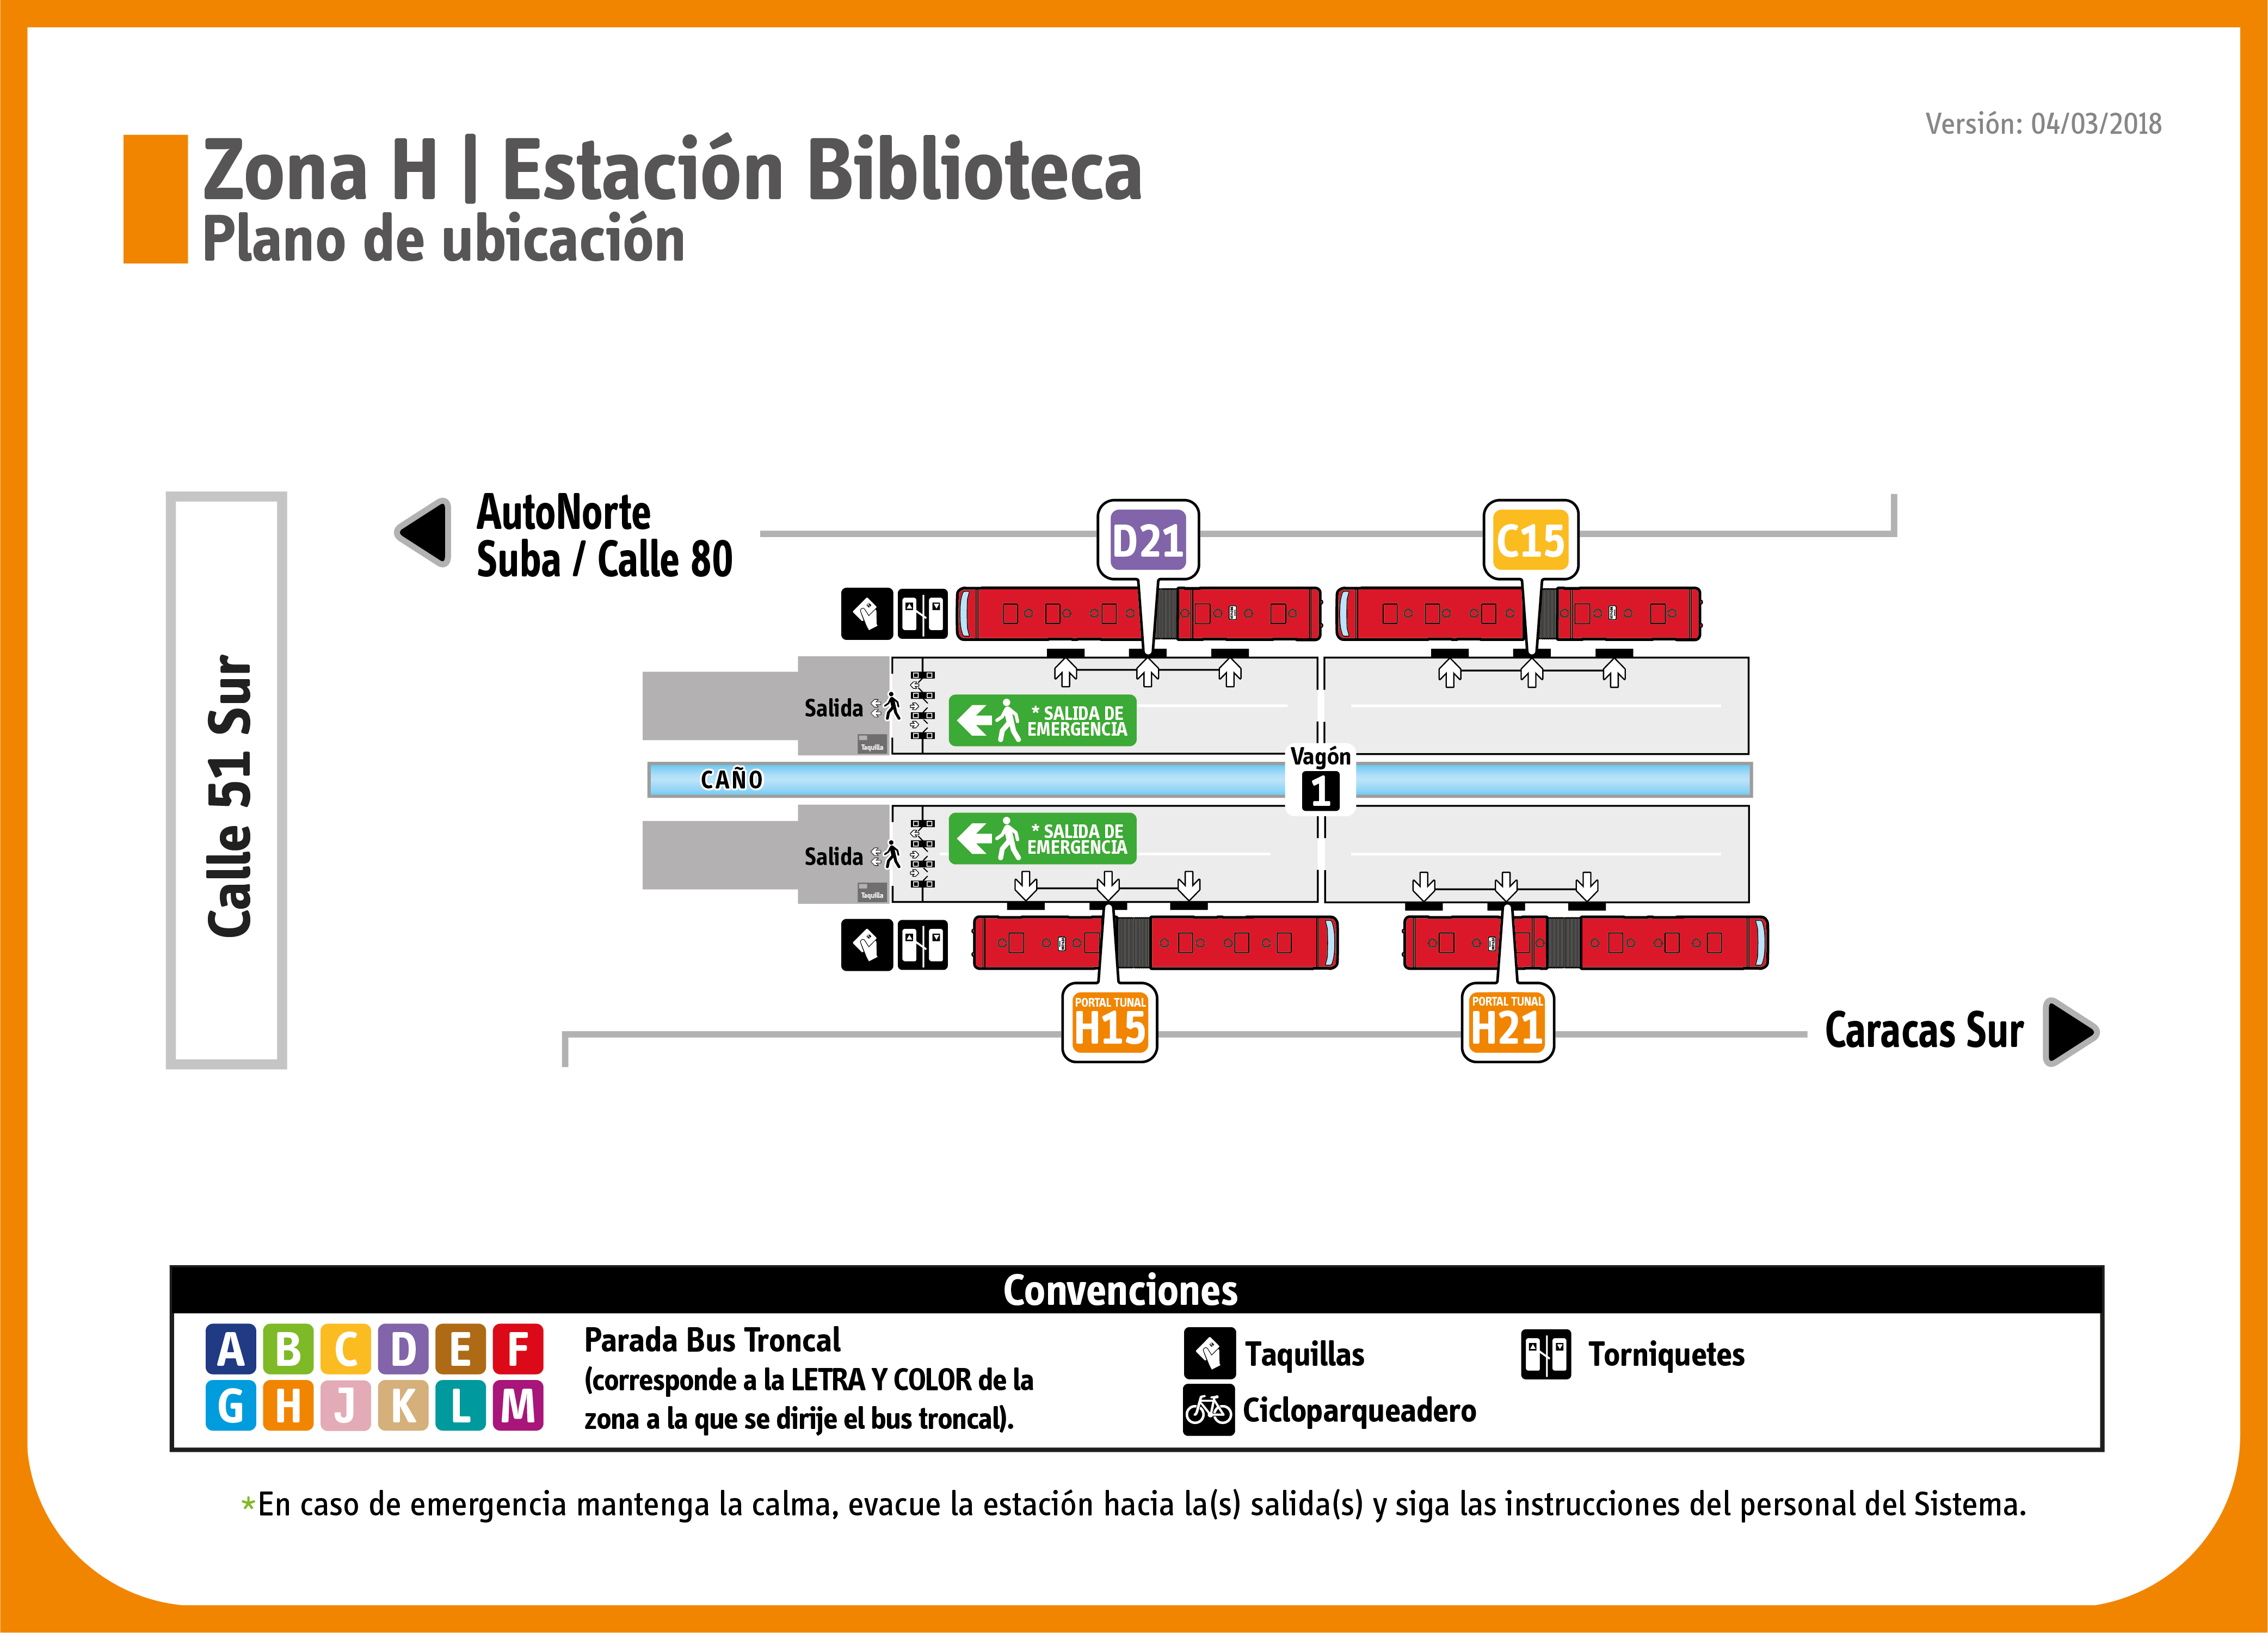 Versión: 04/03/2018
Zona H | Estación Biblioteca
Plano de ubicación
Calle 51 Sur
AutoNorte
Suba / Calle 80
D21
C15
Salida
* SALIDA DE
EMERGENCIA
Taquilla
Vagón
1
CAÑO
* SALIDA DE
EMERGENCIA
Salida
Taquilla
PORTAL TUNAL
H15
PORTAL TUNAL
H21
Caracas Sur
Convenciones
A B C D E F
G H J K L M
Parada Bus Troncal
(corresponde a la LETRA Y COLOR de la
zona a la que se dirije el bus troncal).
Taquillas
Torniquetes
Cicloparqueadero
*En caso de emergencia mantenga la calma, evacue la estación hacia la(s) salida(s) y siga las instrucciones del personal del Sistema.